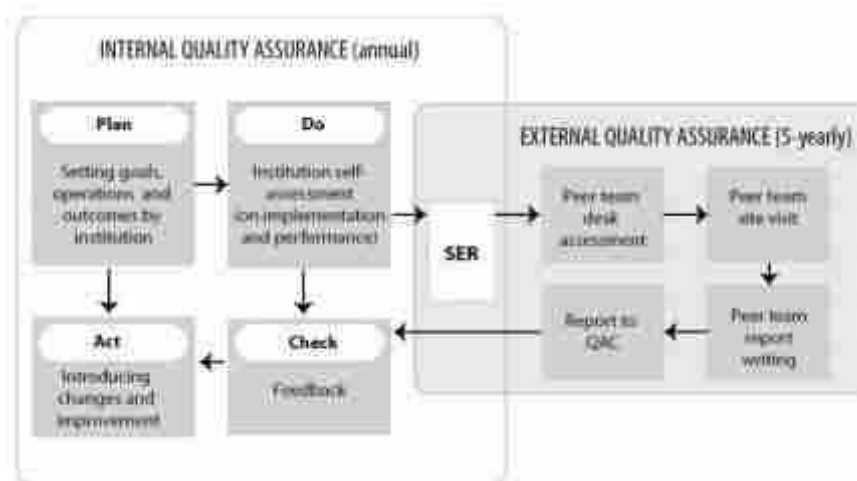 INTERNAL QUALITY ASSURANCE (annual)
Plan
Setting goals,
operations, and
outcomes by
institution
Do
Institution self-
assessment
(on implementation
and performance)
EXTERNAL QUALITY ASSURANCE (5-yearly)
SER
Peer team
desk
assessment
Peer team
site visit
Act
Introducing
changes and
improvement
Check
Feedback
Report to
QAC
Peer team
report
writing